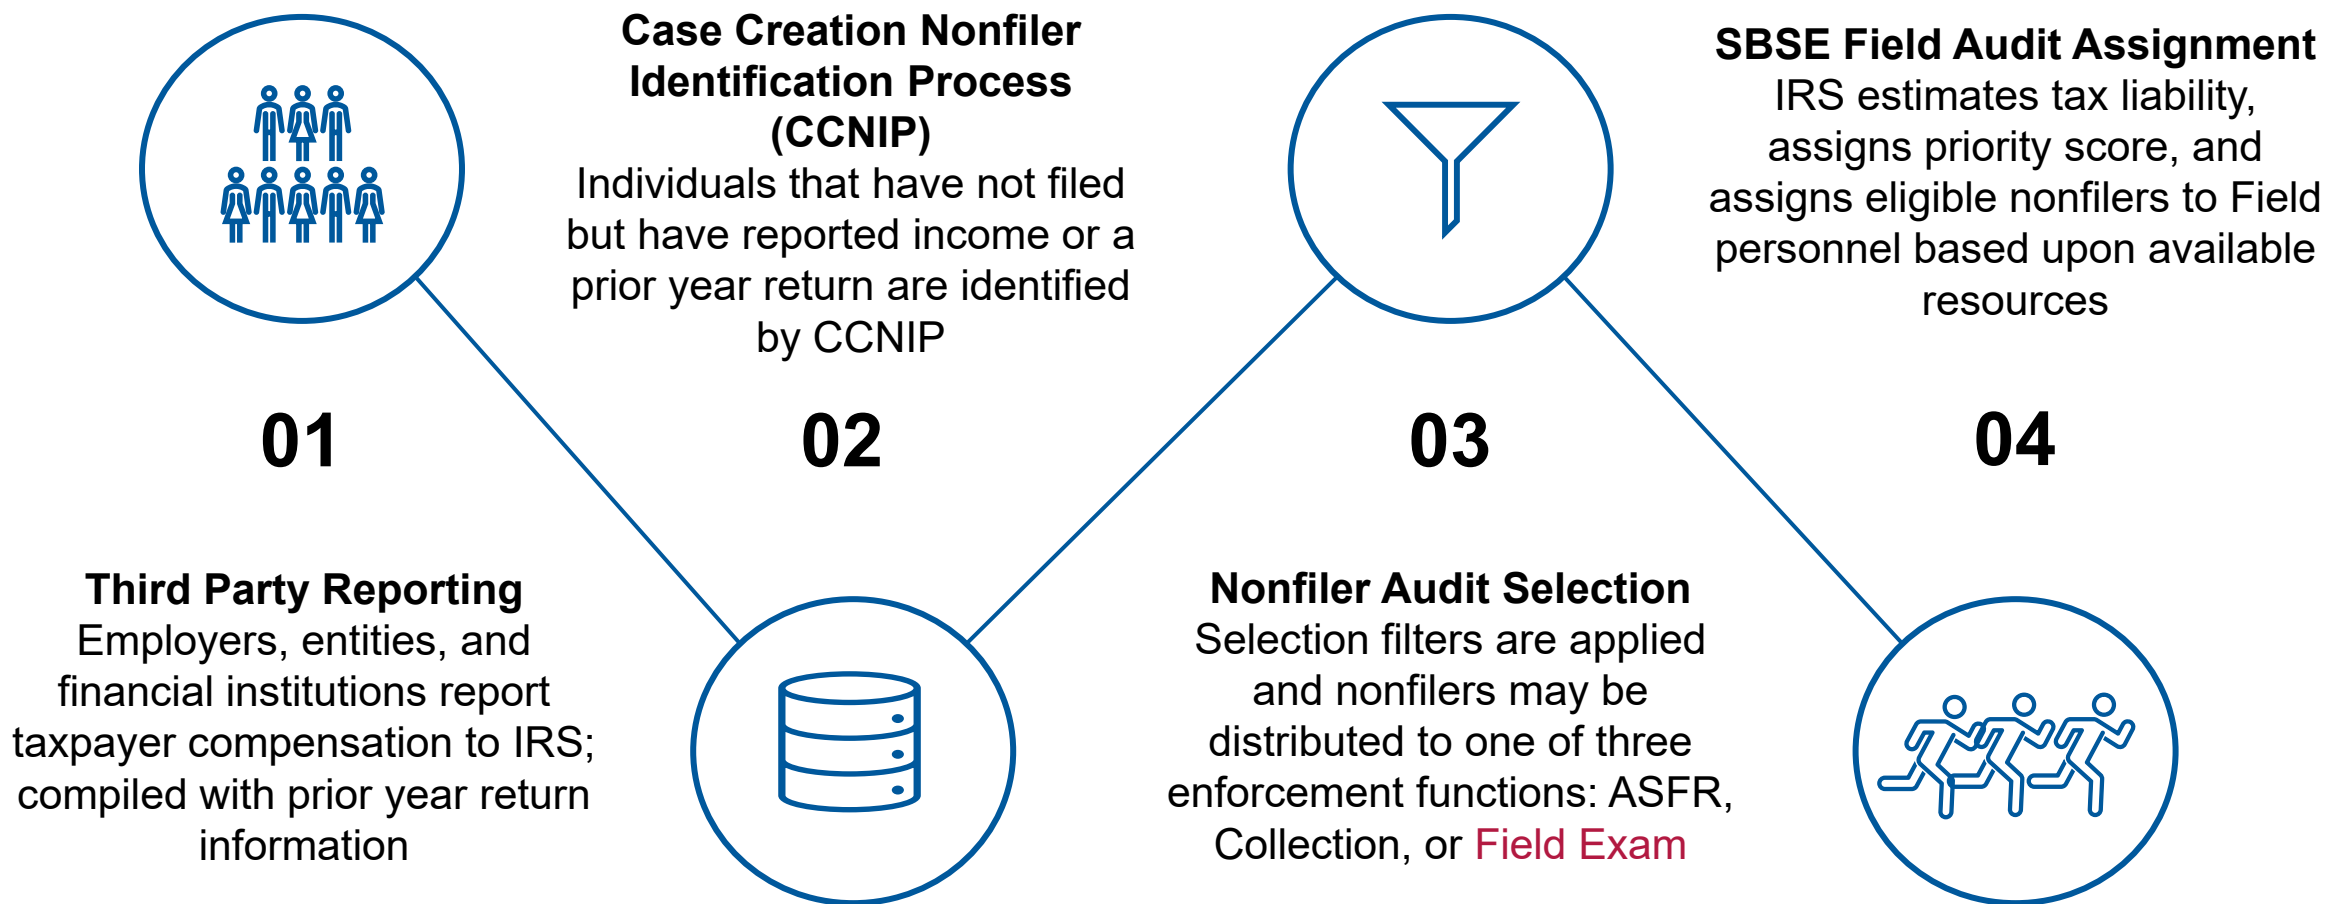 01
Third Party Reporting
Employers, entities, and
financial institutions report
taxpayer compensation to IRS;
compiled with prior year return
information
Case Creation Nonfiler
Identification Process
(CCNIP)
Individuals that have not filed
but have reported income or a
prior year return are identified
by CCNIP
02
03
Nonfiler Audit Selection
Selection filters are applied
and nonfilers may be
distributed to one of three
enforcement functions: ASFR,
Collection, or Field Exam
SBSE Field Audit Assignment
IRS estimates tax liability,
assigns priority score, and
assigns eligible nonfilers to Field
personnel based upon available
resources
04